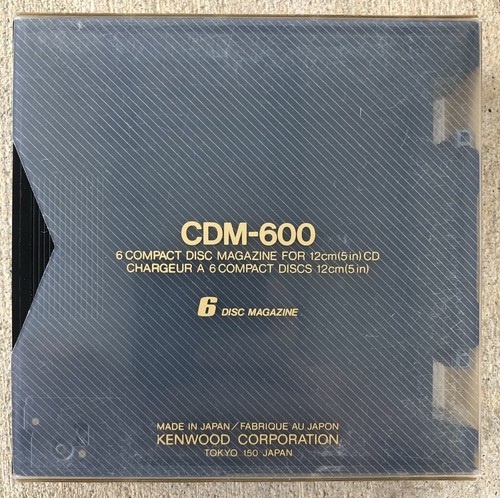 CDM-600
6 COMPACT DISC MAGAZINE FOR 12cm(5in) CD
CHARGEUR A 6 COMPACT DISCS 12cm(5in)
6 DISC MAGAZINE
MADE IN JAPAN / FABRIQUE AU JAPON
KENWOOD CORPORATION
TOKYO 150 JAPAN